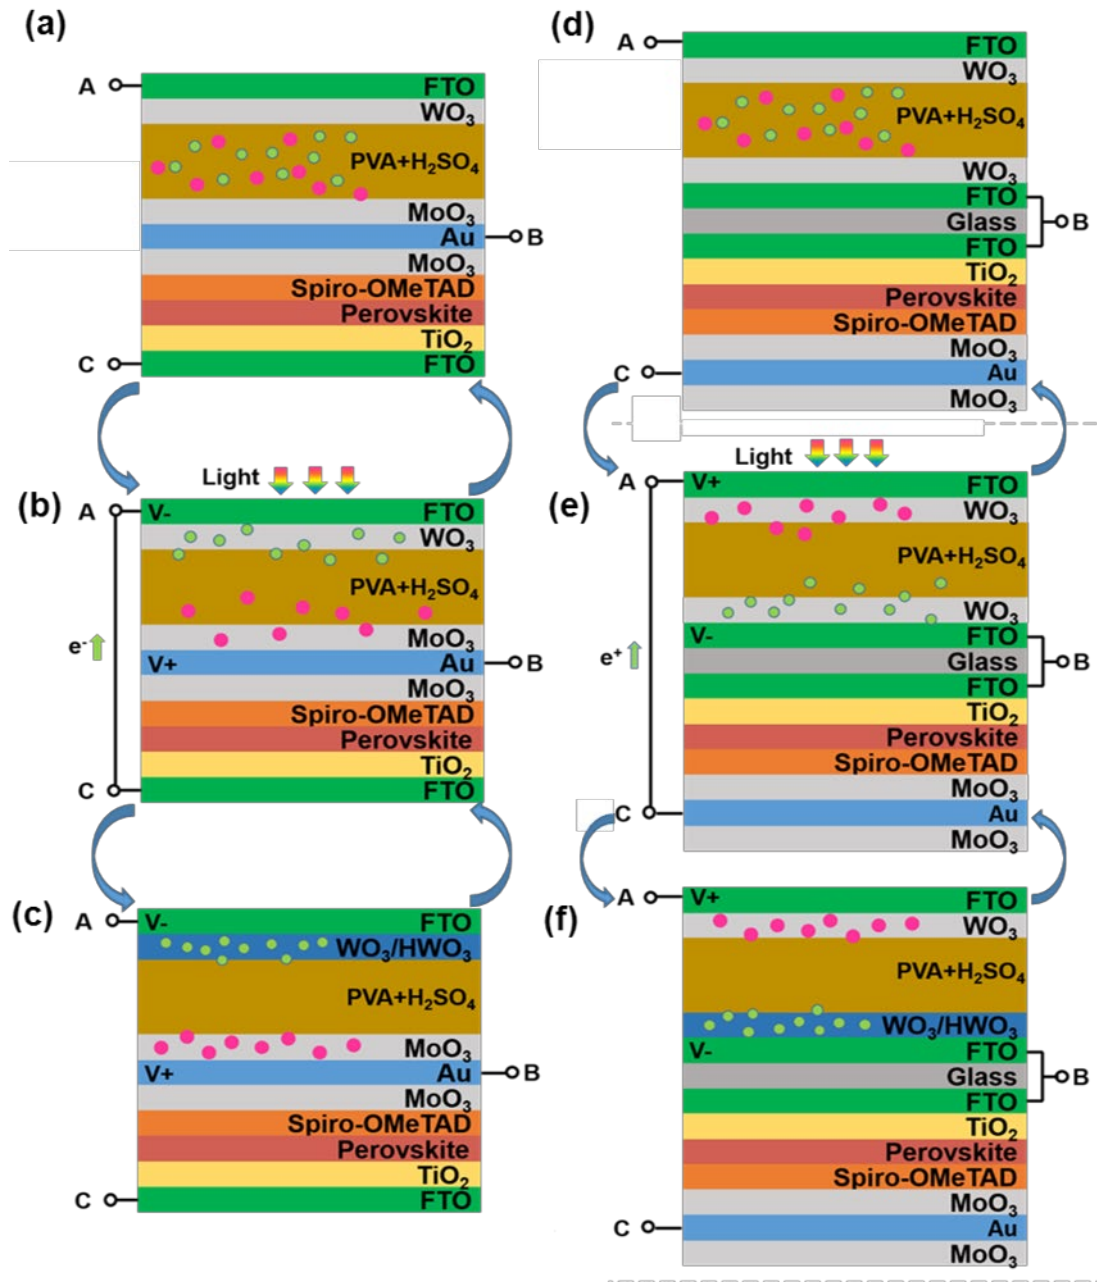 (a)
A
FTO
WO₃
PVA+H₂SO₄
MoO₃
Au
B
MoO₃
Spiro-OMeTAD
Perovskite
TiO₂
C
FTO
Light
(b)
A
V-
FTO
WO₃
PVA+H₂SO₄
e⁻
MoO₃
V+
Au
B
MoO₃
Spiro-OMeTAD
Perovskite
TiO₂
C
FTO
(c)
A
V-
FTO
WO₃/HWO₃
PVA+H₂SO₄
MoO₃
V+
Au
B
MoO₃
Spiro-OMeTAD
Perovskite
TiO₂
C
FTO
(d)
A
FTO
WO₃
PVA+H₂SO₄
WO₃
FTO
Glass
B
FTO
TiO₂
Perovskite
Spiro-OMeTAD
MoO₃
C
Au
MoO₃
Light
(e)
A
V+
FTO
WO₃
PVA+H₂SO₄
WO₃
V-
FTO
e⁺
Glass
B
FTO
TiO₂
Perovskite
Spiro-OMeTAD
MoO₃
C
Au
MoO₃
(f)
A
V+
FTO
WO₃
PVA+H₂SO₄
WO₃/HWO₃
V-
FTO
Glass
B
FTO
TiO₂
Perovskite
Spiro-OMeTAD
MoO₃
C
Au
MoO₃